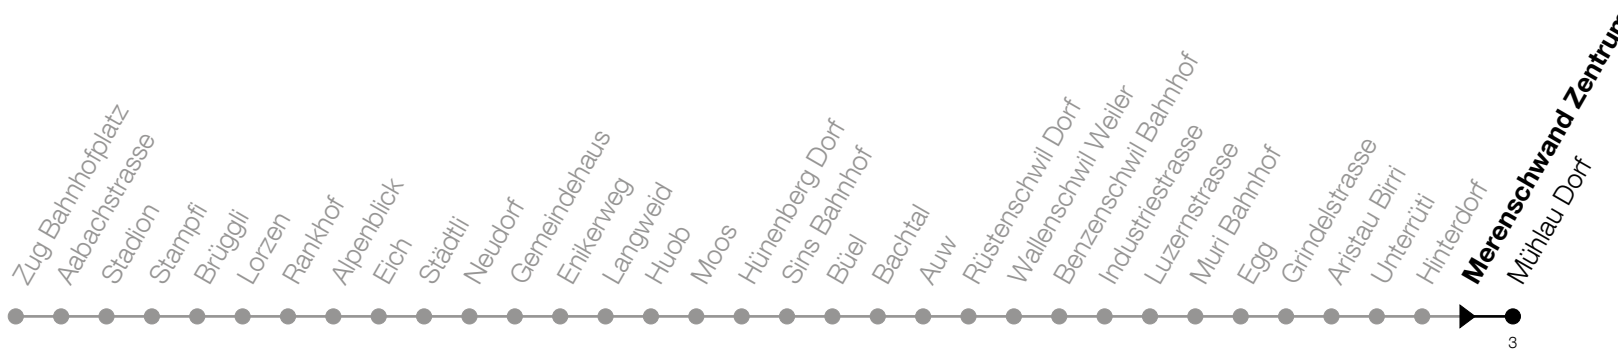 Zug Bahnhofplatz
Aabachstrasse
Stadion
Stampfi
Brüggli
Lorzen
Rankhof
Alpenblick
Eich
Städtli
Neudorf
Gemeindehaus
Enikerweg
Langweid
Huob
Moos
Hünenberg Dorf
Sins Bahnhof
Büel
Bachtal
Auw
Rüstenschwil Dorf
Wallenschwil Weiler
Benzenschwil Bahnhof
Industriestrasse
Luzernstrasse
Muri Bahnhof
Egg
Grindelstrasse
Aristau Birri
Unterrüti
Hinterdorf
Merenschwand Zentrum
Mühlau Dorf
3